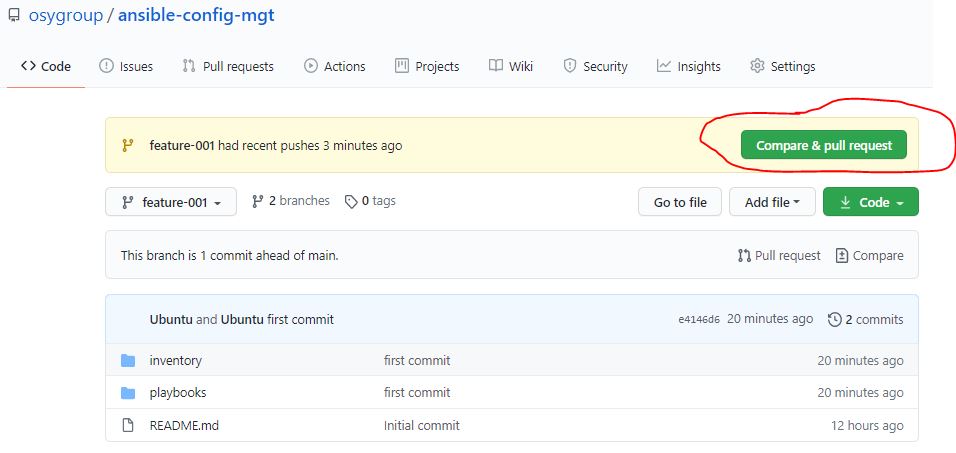 osygroup / ansible-config-mgt
Code Issues Pull requests Actions Projects Wiki Security Insights Settings
feature-001 had recent pushes 3 minutes ago Compare & pull request
feature-001 2 branches 0 tags Go to file Add file Code
This branch is 1 commit ahead of main. Pull request Compare
Ubuntu and Ubuntu first commit e4146d6 20 minutes ago 2 commits
inventory first commit 20 minutes ago
playbooks first commit 20 minutes ago
README.md Initial commit 12 hours ago